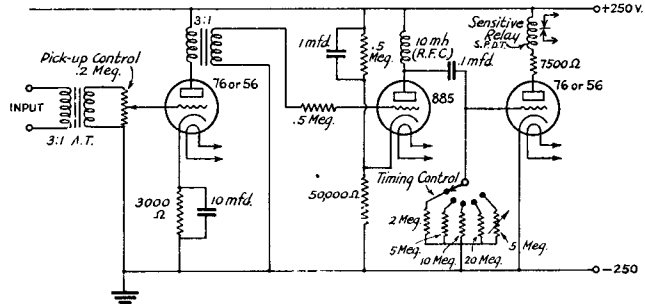 +250 V.
3:1
Pick-up Control
.2 Meg.
76 or 56
1 mfd.
.5
Meg.
10 mh
(R.F.C.)
.1 mfd.
Sensitive
Relay
S.P.D.T.
7500 Ω
76 or 56
885
INPUT
3:1 A.T.
.5 Meg.
3000
Ω
10 mfd.
50,000 Ω
Timing Control
2 Meg.
5 Meg.
10 Meg.
20 Meg.
5 Meg.
-250